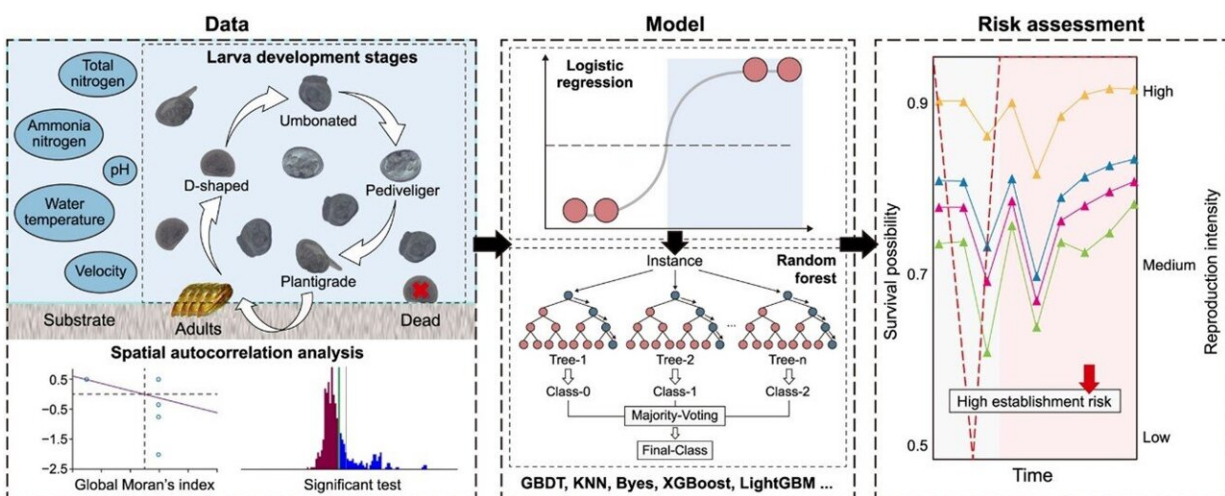 Data
Total
nitrogen
Ammonia
nitrogen
pH
Water
temperature
Velocity
Larva development stages
Umbonated
D-shaped
Pediveliger
Plantigrade
Substrate
Adults
Dead
Spatial autocorrelation analysis
0.5
−0.5
−1.5
−2.5
Global Moran's index
Significant test
Model
Logistic
regression
Instance
Random
forest
...
Tree-1
Tree-2
Tree-n
Class-0
Class-1
Class-2
Majority-Voting
Final-Class
GBDT, KNN, Byes, XGBoost, LightGBM ...
Risk assessment
Survival possibility
0.9
0.7
0.5
High
Medium
Low
Reproduction intensity
High establishment risk
Time